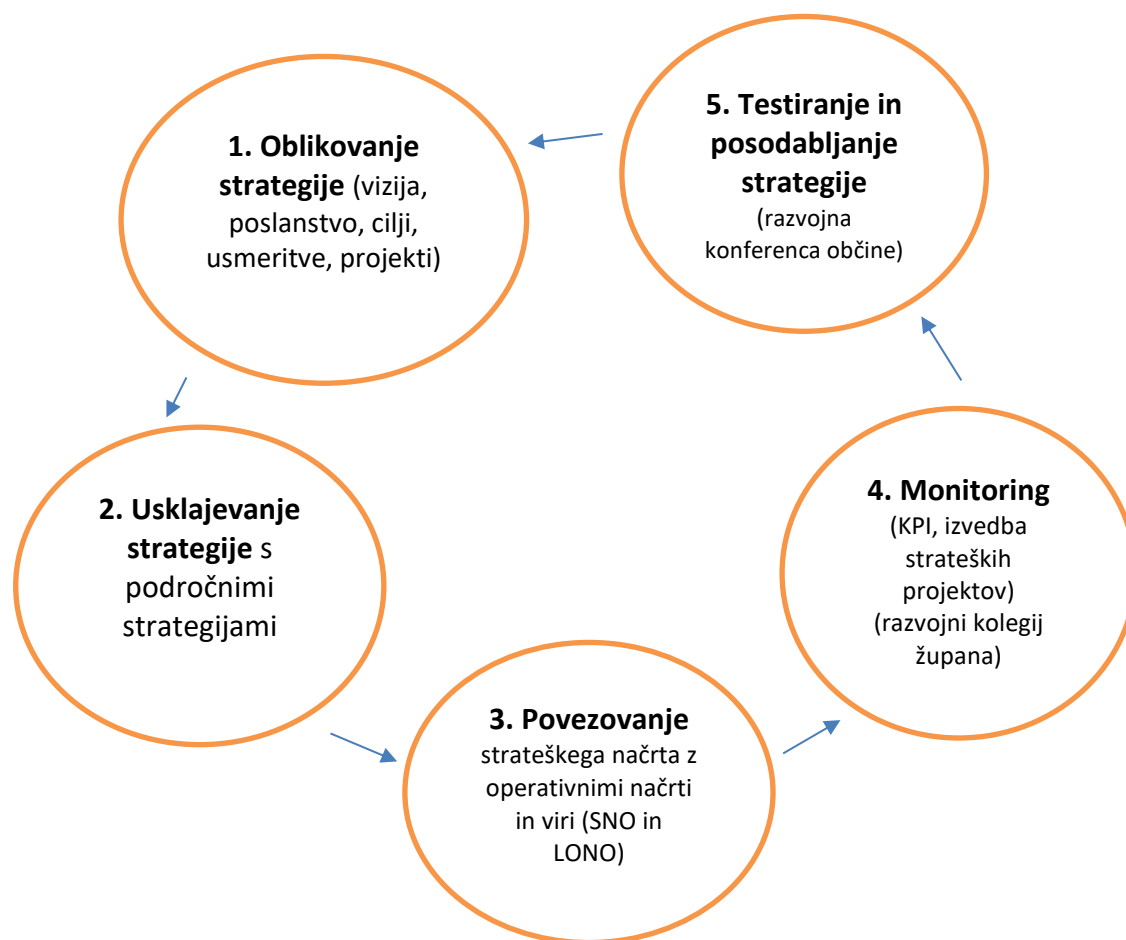 1. Oblikovanje
strategije (vizija,
poslanstvo, cilji,
usmeritve, projekti)
2. Usklajevanje
strategije s
področnimi
strategijami
3. Povezovanje
strateškega načrta z
operativnimi načrti
in viri (SNO in
LONO)
4. Monitoring
(KPI, izvedba
strateških
projektov)
(razvojni kolegij
župana)
5. Testiranje in
posodabljanje
strategije
(razvojna
konferenca občine)